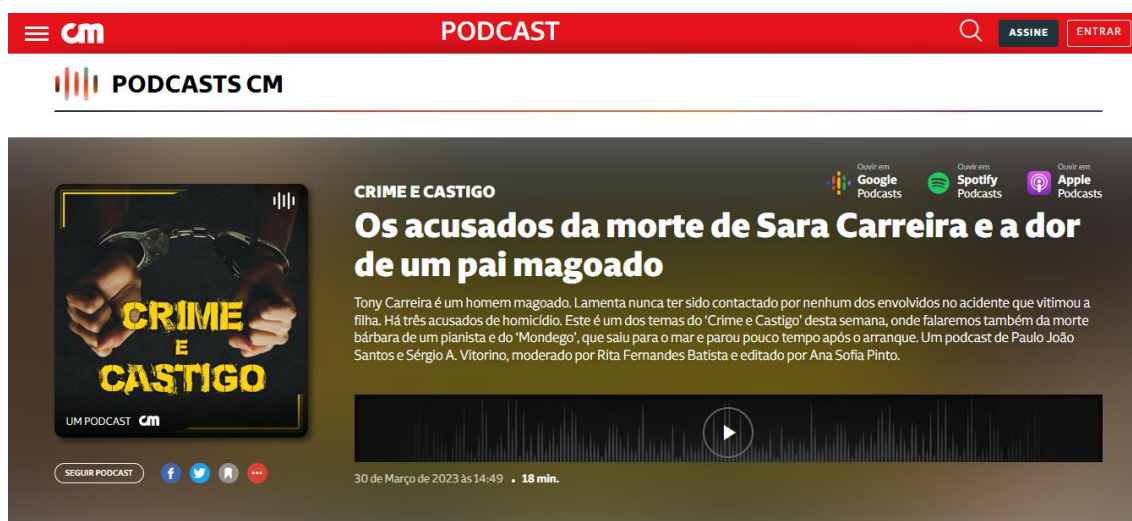 cm
PODCAST
ASSINE
ENTRAR
PODCASTS CM
CRIME
E
CASTIGO
UM PODCAST cm
SEGUIR PODCAST
Ouvir em
Google
Podcasts
Ouvir em
Spotify
Podcasts
Ouvir em
Apple
Podcasts
CRIME E CASTIGO
Os acusados da morte de Sara Carreira e a dor
de um pai magoado
Tony Carreira é um homem magoado. Lamenta nunca ter sido contactado por nenhum dos envolvidos no acidente que vitimou a
filha. Há três acusados de homicídio. Este é um dos temas do ‘Crime e Castigo’ desta semana, onde falaremos também da morte
bárbara de um pianista e do ‘Mondego’, que saiu para o mar e parou pouco tempo após o arranque. Um podcast de Paulo João
Santos e Sérgio A. Vitorino, moderado por Rita Fernandes Batista e editado por Ana Sofia Pinto.
30 de Março de 2023 às 14:49 • 18 min.